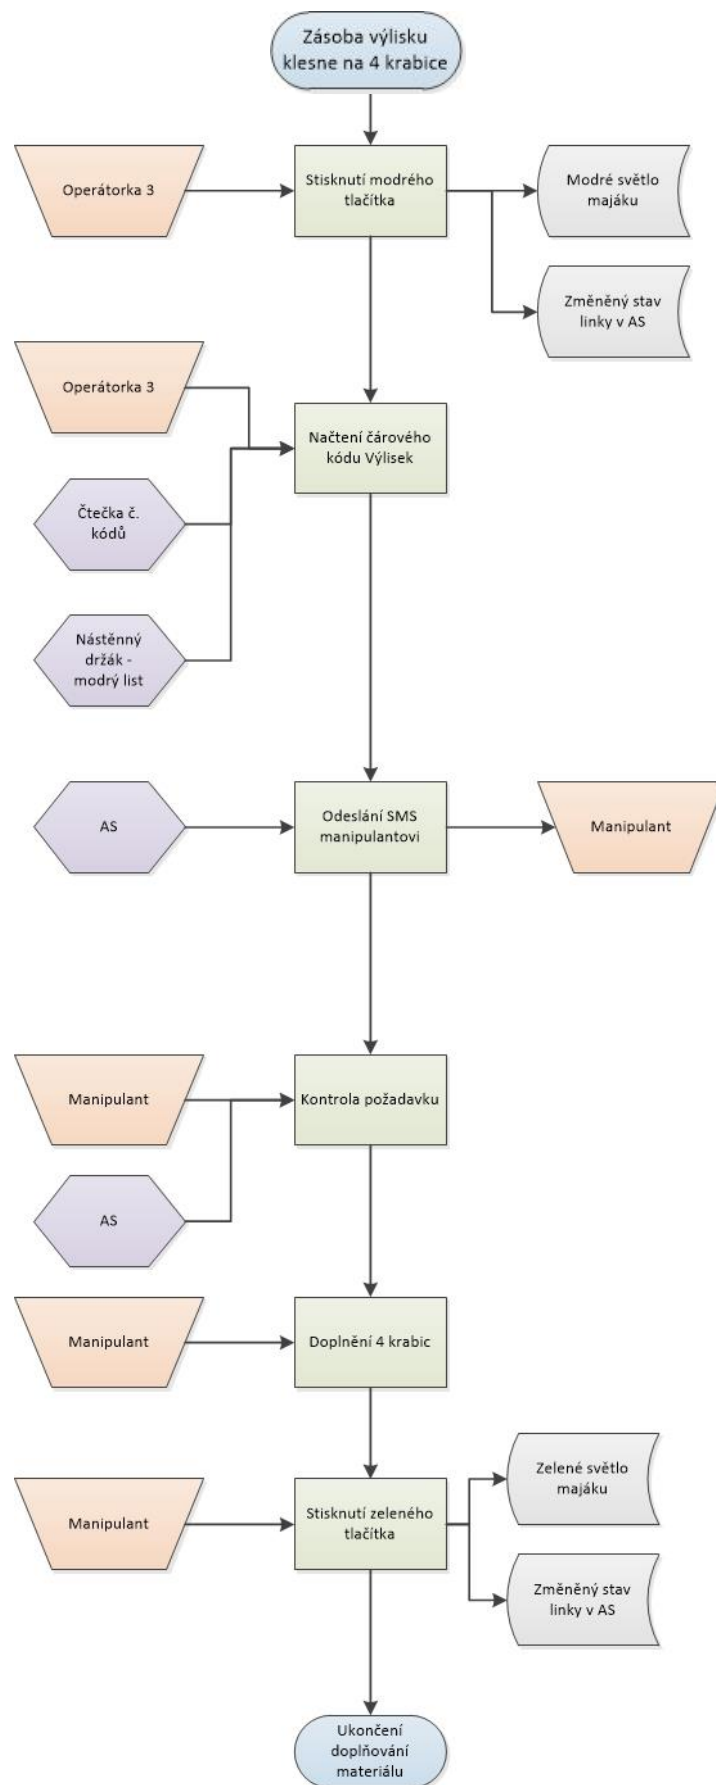 Zásoba výlisku
klesne na 4 krabice
Operátorka 3
Stisknutí modrého
tlačítka
Modré světlo
majáku
Změněný stav
linky v AS
Operátorka 3
Načtení čárového
kódu Výlisek
Čtečka č.
kódů
Nástěnný
držák -
modrý list
AS
Odeslání SMS
manipulantovi
Manipulant
Manipulant
Kontrola požadavku
AS
Manipulant
Doplnění 4 krabic
Manipulant
Stisknutí zeleného
tlačítka
Zelené světlo
majáku
Změněný stav
linky v AS
Ukončení
doplňování
materiálu